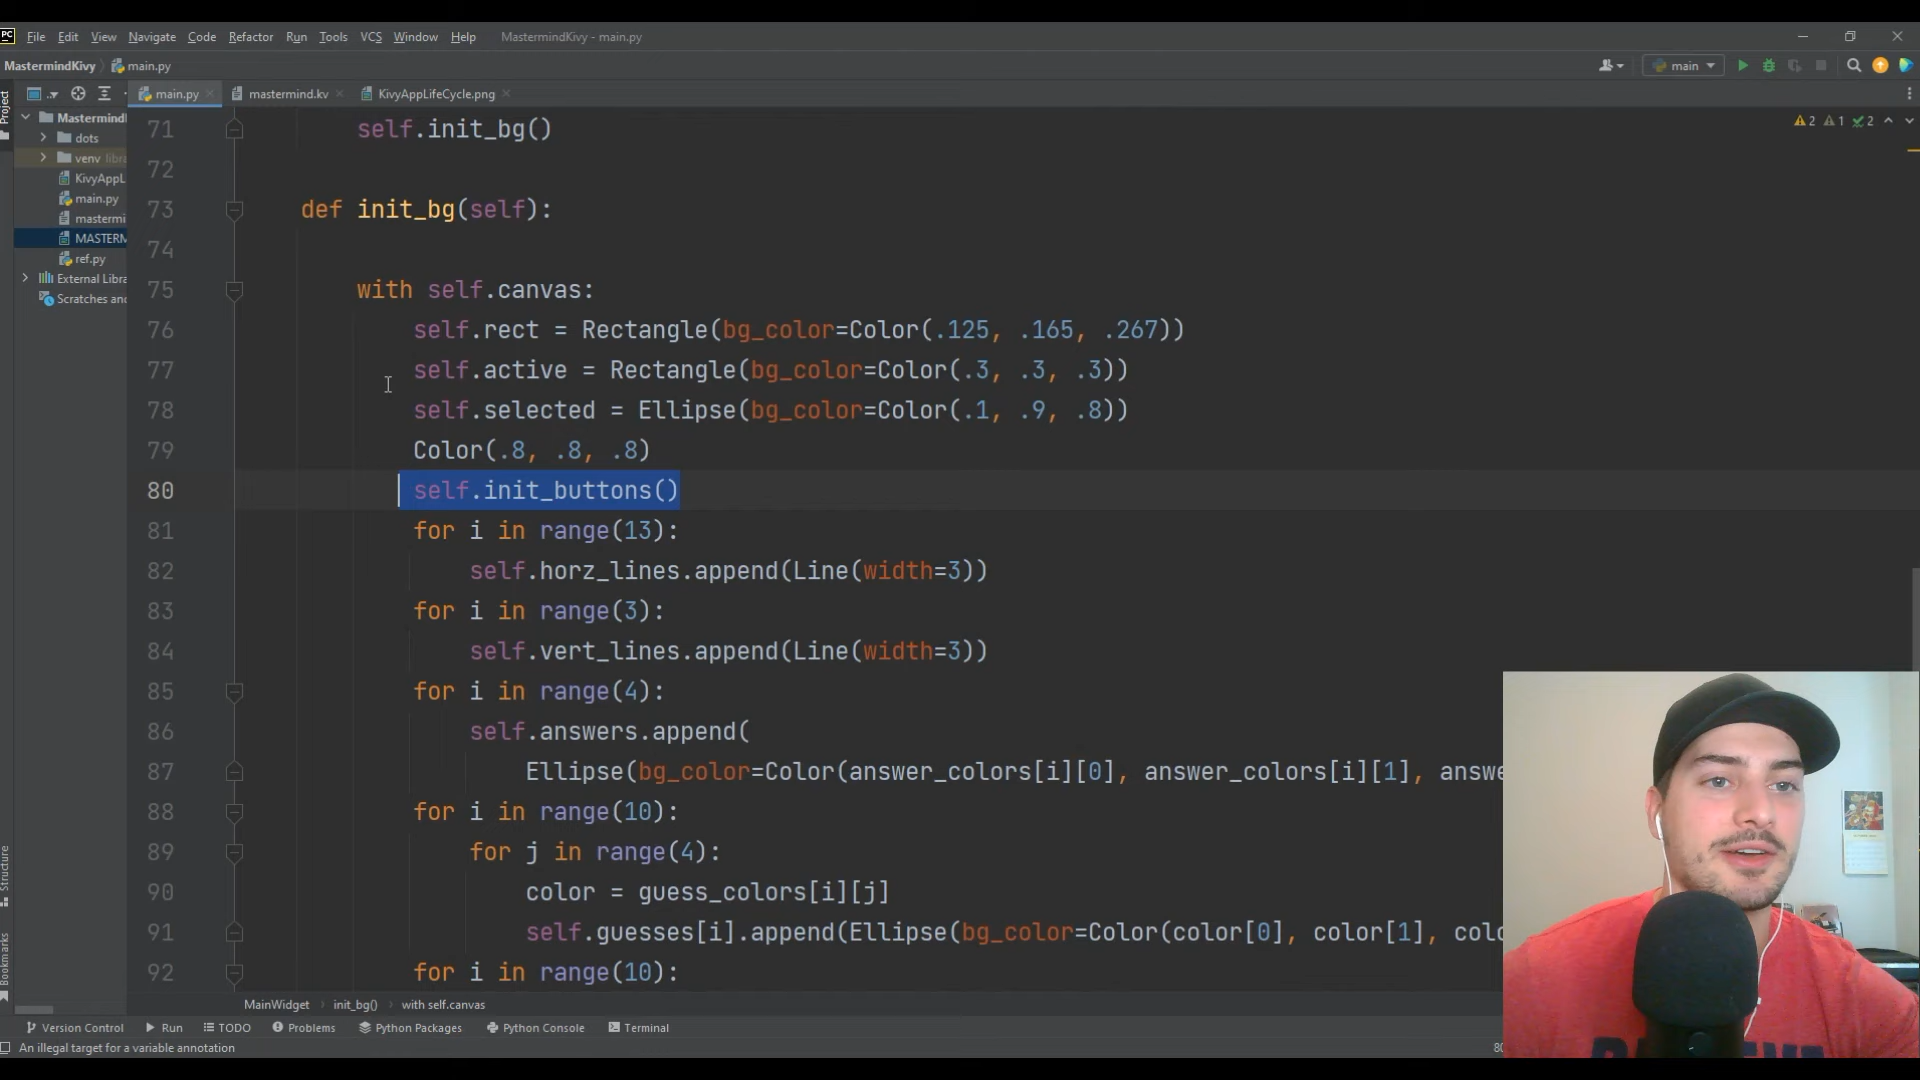 PC File Edit View Navigate Code Refactor Run Tools VCS Window Help MastermindKivy - main.py
MastermindKivy main.py main
Project main.py mastermind.kv KivyAppLifeCycle.png
Mastermind
dots
venv libra
KivyAppL
main.py
mastermi
MASTERM
ref.py
External Libra
Scratches and
2 1 2
71 self.init_bg()
72
73 def init_bg(self):
74
75 with self.canvas:
76 self.rect = Rectangle(bg_color=Color(.125, .165, .267))
77 self.active = Rectangle(bg_color=Color(.3, .3, .3))
78 self.selected = Ellipse(bg_color=Color(.1, .9, .8))
79 Color(.8, .8, .8)
80 self.init_buttons()
81 for i in range(13):
82 self.horz_lines.append(Line(width=3))
83 for i in range(3):
84 self.vert_lines.append(Line(width=3))
85 for i in range(4):
86 self.answers.append(
87 Ellipse(bg_color=Color(answer_colors[i][0], answer_colors[i][1], answe
88 for i in range(10):
89 for j in range(4):
90 color = guess_colors[i][j]
91 self.guesses[i].append(Ellipse(bg_color=Color(color[0], color[1], colo
92 for i in range(10):
Structure
Bookmarks
MainWidget init_bg() with self.canvas
Version Control Run TODO Problems Python Packages Python Console Terminal
An illegal target for a variable annotation 80